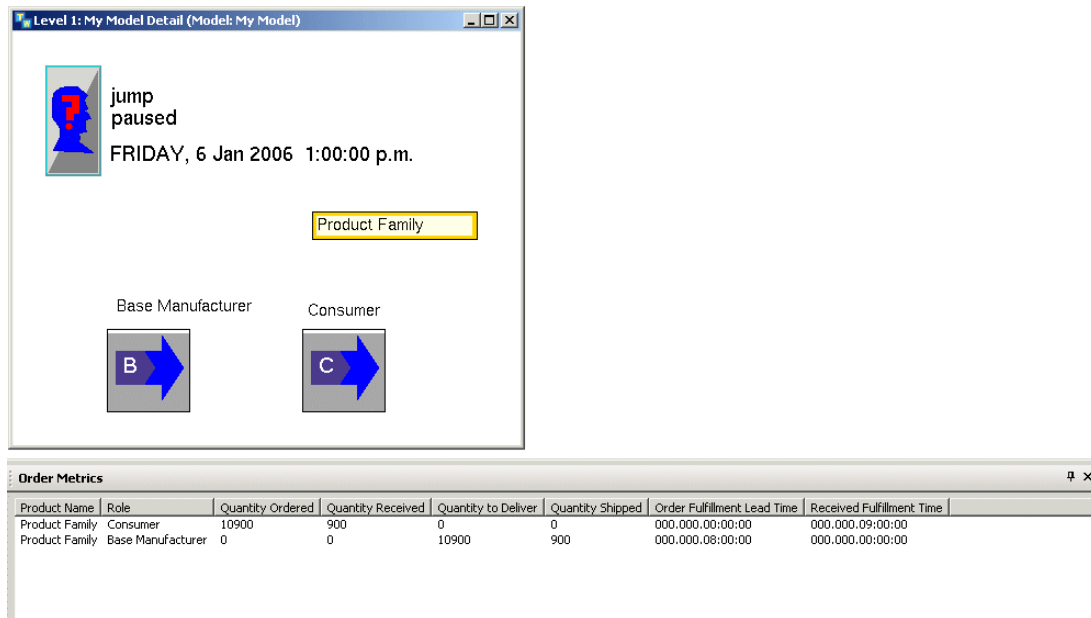 Level 1: My Model Detail (Model: My Model)
jump
paused
FRIDAY, 6 Jan 2006 1:00:00 p.m.
Product Family
Base Manufacturer
Consumer
B
C
Order Metrics
Product Name Role Quantity Ordered Quantity Received Quantity to Deliver Quantity Shipped Order Fulfillment Lead Time Received Fulfillment Time
Product Family Consumer 10900 900 0 0 000.000.00:00:00 000.000.09:00:00
Product Family Base Manufacturer 0 0 10900 900 000.000.08:00:00 000.000.00:00:00